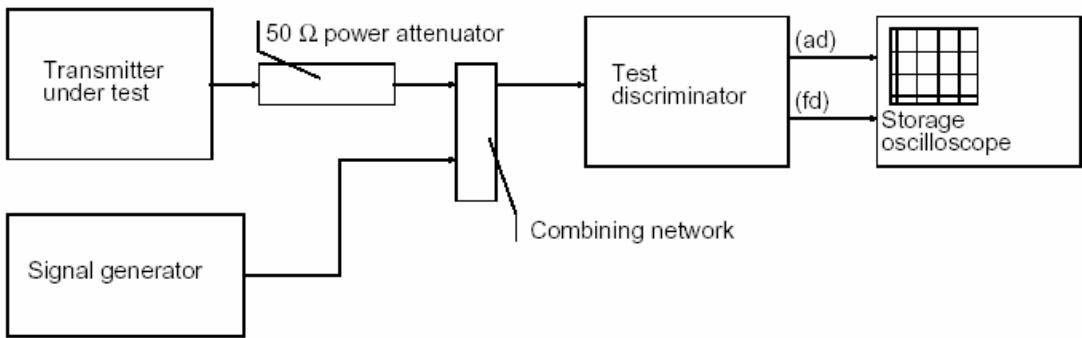 50 Ω power attenuator
Transmitter
under test
Test
discriminator
(ad)
(fd)
Storage
oscilloscope
Combining network
Signal generator